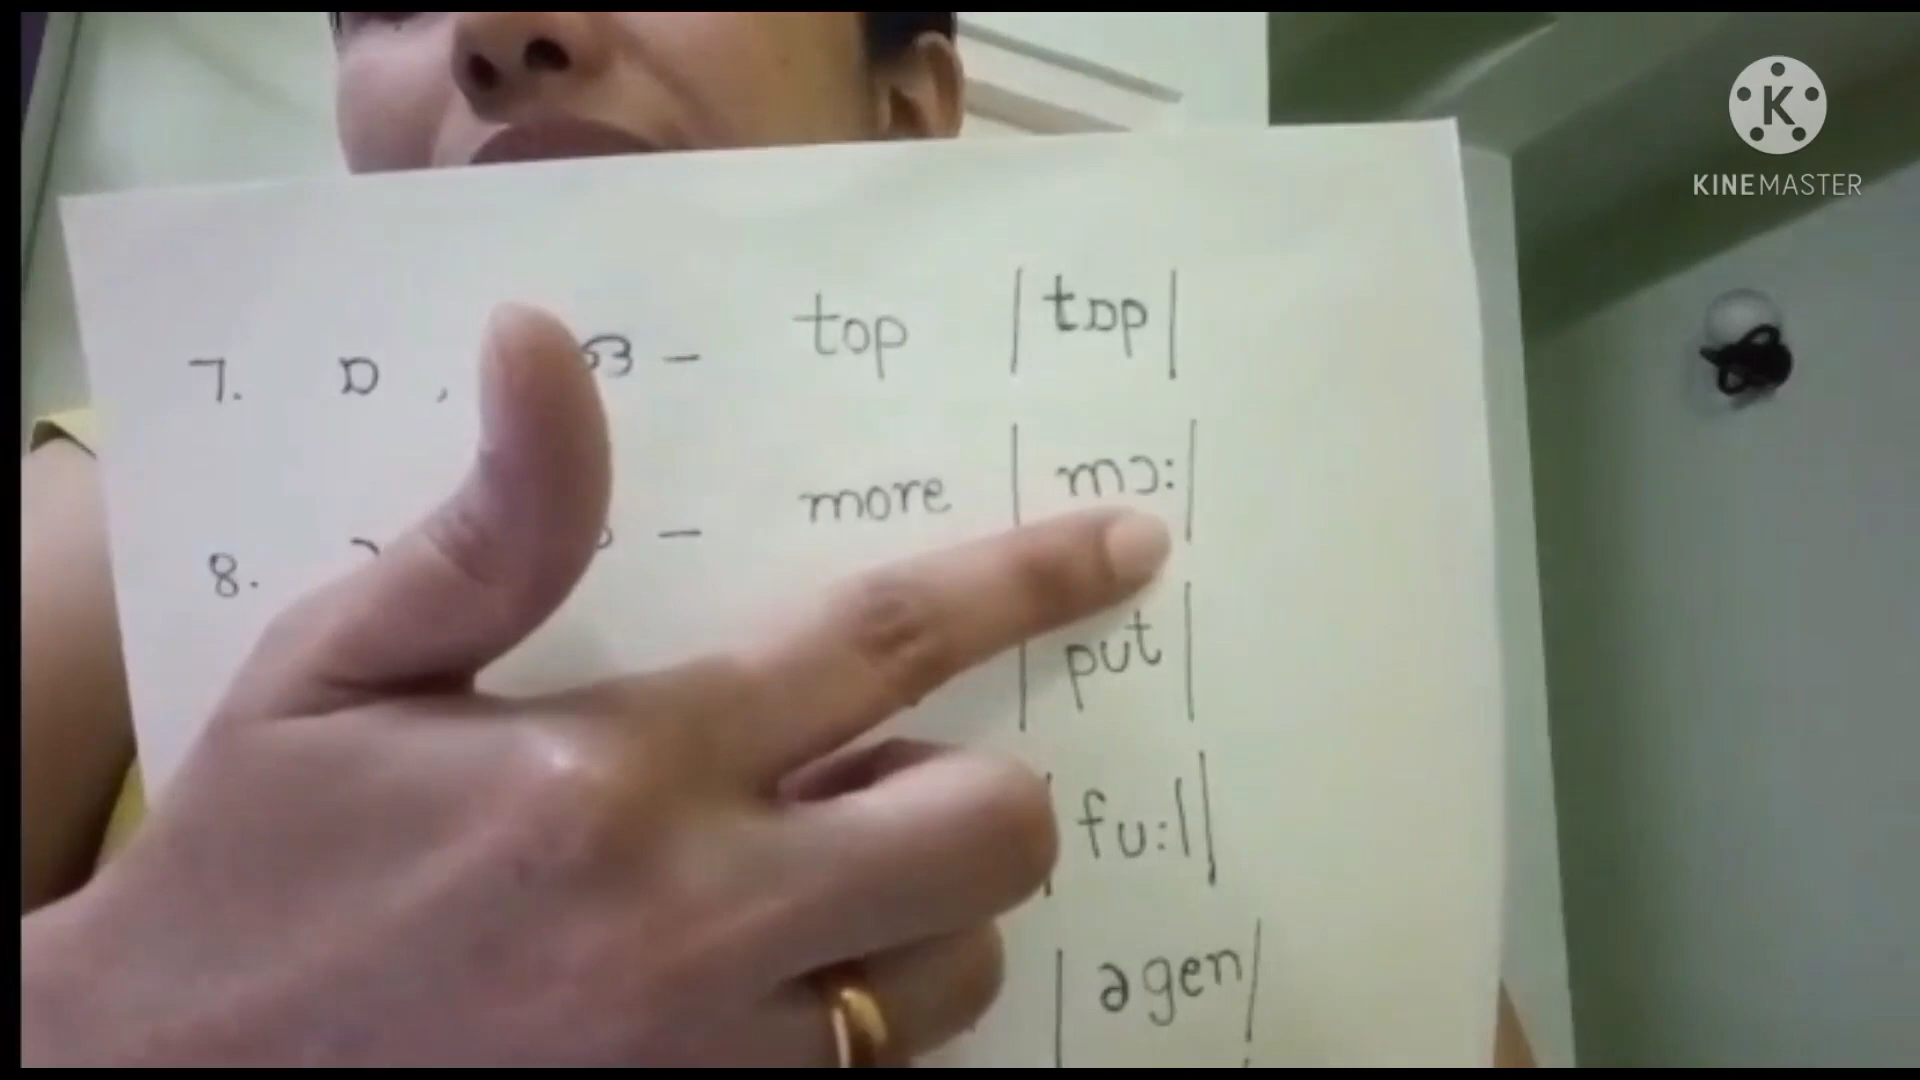 KINEMASTER
7. ɒ , – top |tɒp|
8. – more |mɔ:|
|put|
|fu:l|
|əgen|